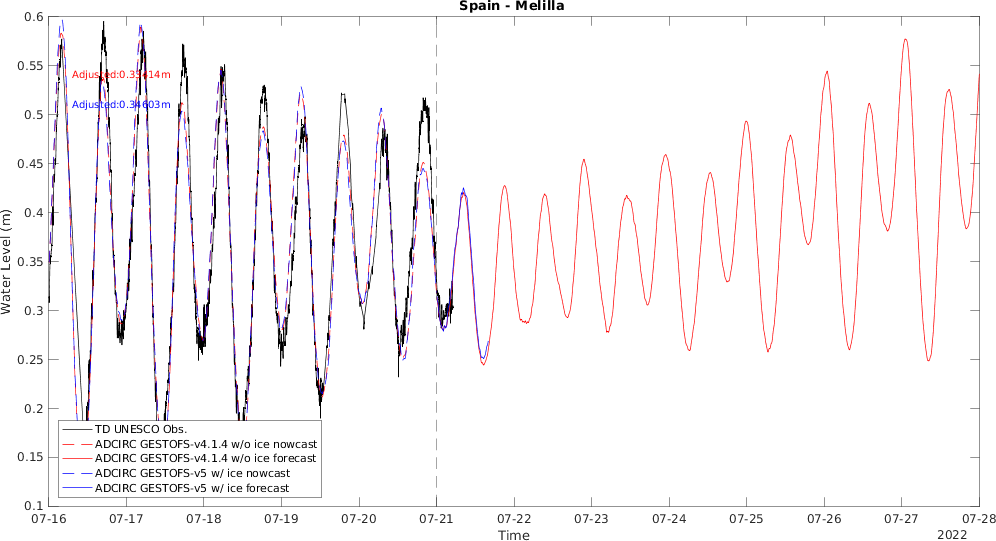 Spain - Melilla
0.6
0.55
0.5
0.45
0.4
0.35
0.3
0.25
0.2
0.15
0.1
Water Level (m)
Adjusted:0.34603m
TD UNESCO Obs.
ADCIRC GESTOFS-v4.1.4 w/o ice nowcast
ADCIRC GESTOFS-v4.1.4 w/o ice forecast
ADCIRC GESTOFS-v5 w/ ice nowcast
ADCIRC GESTOFS-v5 w/ ice forecast
07-16 07-17 07-18 07-19 07-20 07-21 07-22 07-23 07-24 07-25 07-26 07-27 07-28
Time
2022